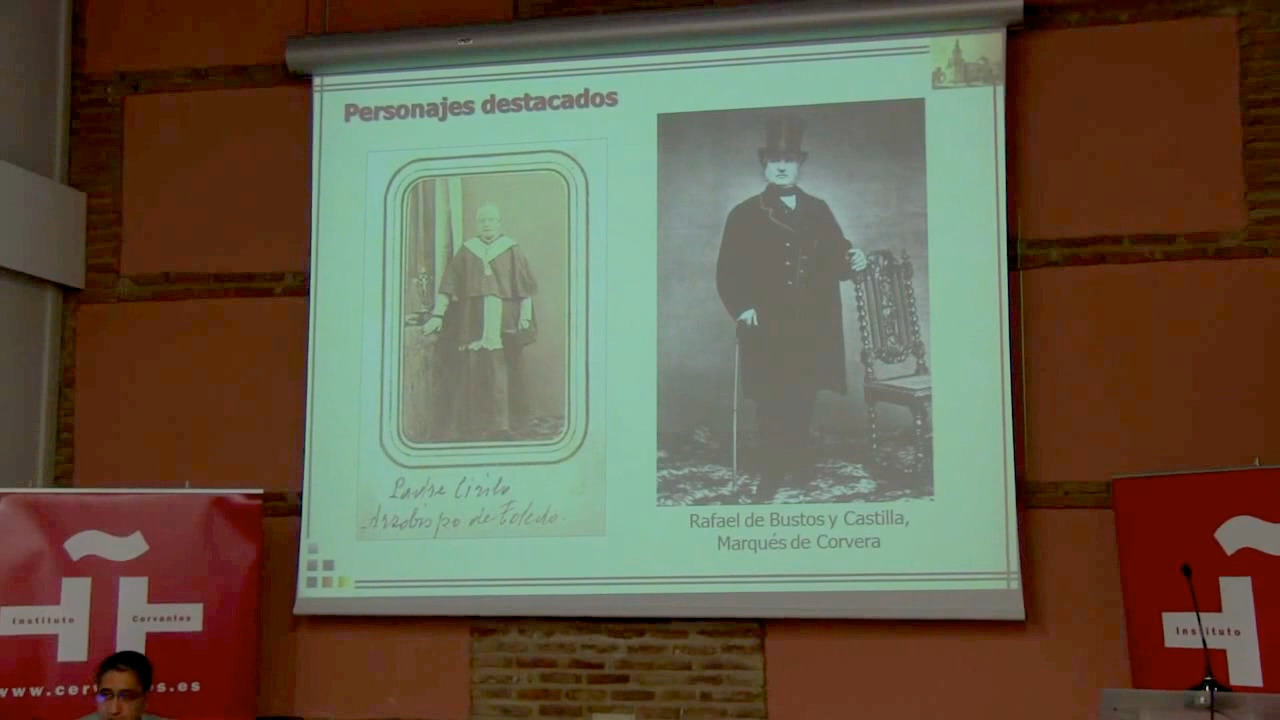 Personajes destacados
Padre Cirilo
Arzobispo de Toledo.
Rafael de Bustos y Castilla,
Marqués de Corvera
Instituto Cervantes
www.cer os.es
Instituto